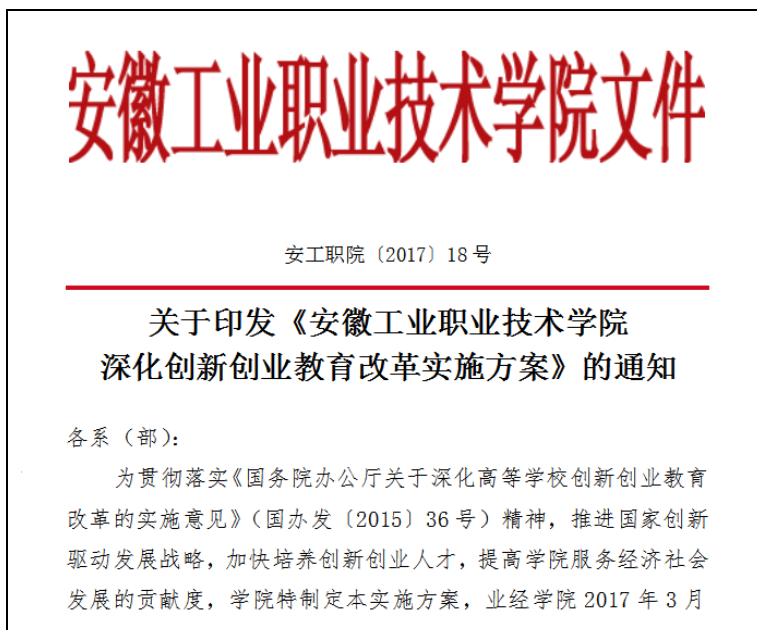 安徽工业职业技术学院文件
安工职院〔2017〕18号
关于印发《安徽工业职业技术学院
深化创新创业教育改革实施方案》的通知
各系（部）：
为贯彻落实《国务院办公厅关于深化高等学校创新创业教育
改革的实施意见》（国办发〔2015〕36号）精神，推进国家创新
驱动发展战略，加快培养创新创业人才，提高学院服务经济社会
发展的贡献度，学院特制定本实施方案，业经学院 2017 年 3 月